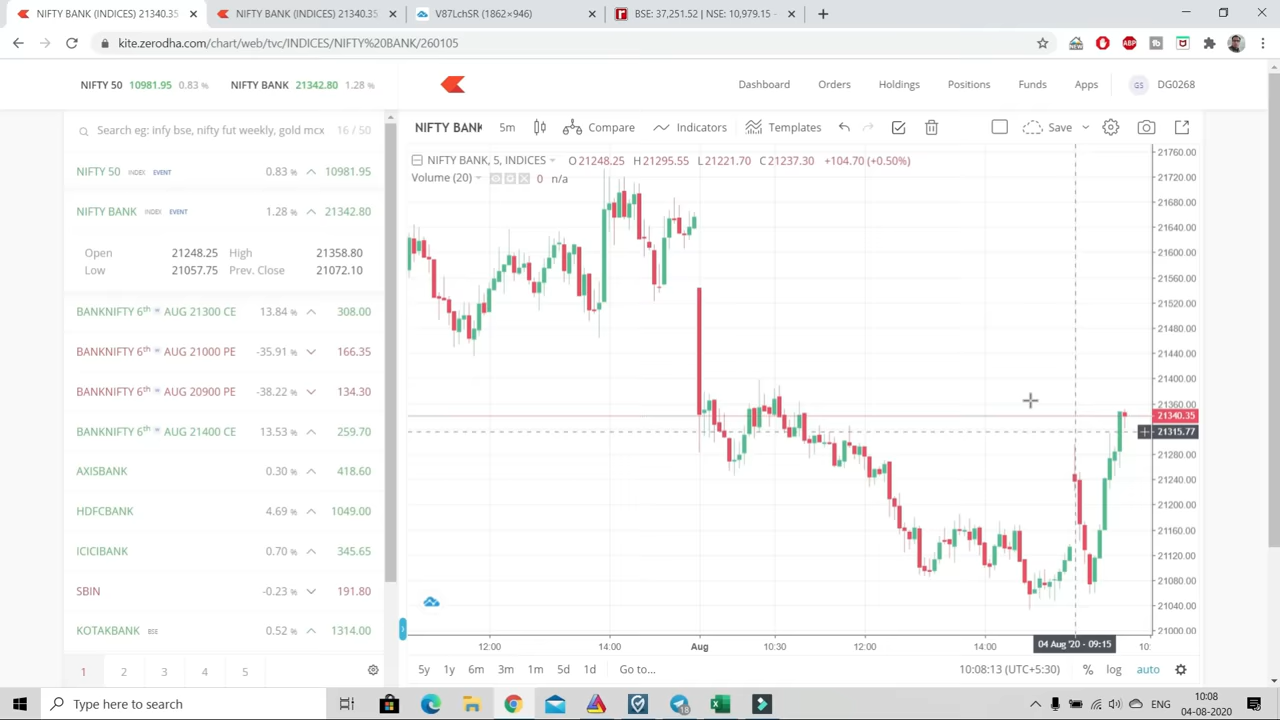 NIFTY BANK (INDICES) 21340.35
NIFTY BANK (INDICES) 21340.35
V87LchSR (1862×946)
BSE: 37,251.52 | NSE: 10,979.15 -
kite.zerodha.com/chart/web/tvc/INDICES/NIFTY%20BANK/260105
NIFTY 50 10981.95 0.83 %
NIFTY BANK 21342.80 1.28 %
Dashboard
Orders
Holdings
Positions
Funds
Apps
GS DG0268
Search eg: infy bse, nifty fut weekly, gold mcx 16 / 50
NIFTY BANK 5m Compare Indicators Templates Save
NIFTY BANK, 5, INDICES O21248.25 H21295.55 L21221.70 C21237.30 +104.70 (+0.50%)
Volume (20) 0 n/a
NIFTY 50 INDEX EVENT 0.83 % 10981.95
NIFTY BANK INDEX EVENT 1.28 % 21342.80
Open 21248.25 High 21358.80
Low 21057.75 Prev. Close 21072.10
BANKNIFTY 6th w AUG 21300 CE 13.84 % 308.00
BANKNIFTY 6th w AUG 21000 PE -35.91 % 166.35
BANKNIFTY 6th w AUG 20900 PE -38.22 % 134.30
BANKNIFTY 6th w AUG 21400 CE 13.53 % 259.70
AXISBANK 0.30 % 418.60
HDFCBANK 4.69 % 1049.00
ICICIBANK 0.70 % 345.65
SBIN -0.23 % 191.80
KOTAKBANK BSE 0.52 % 1314.00
1 2 3 4 5
21760.00
21720.00
21680.00
21640.00
21600.00
21560.00
21520.00
21480.00
21440.00
21400.00
21360.00
21340.35
21315.77
21280.00
21240.00
21200.00
21160.00
21120.00
21080.00
21040.00
21000.00
12:00 14:00 Aug 10:30 12:00 14:00 04 Aug '20 - 09:15 10:
5y 1y 6m 3m 1m 5d 1d Go to... 10:08:13 (UTC+5:30) % log auto
Type here to search
ENG
10:08
04-08-2020